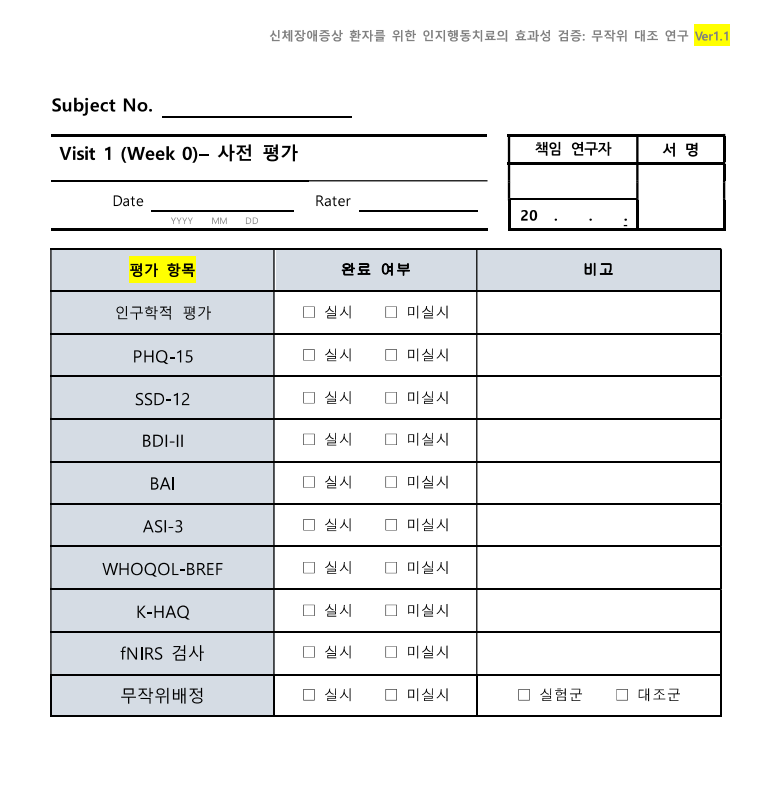 신체장애증상 환자를 위한 인지행동치료의 효과성 검증: 무작위 대조 연구 Ver1.1
Subject No.
Visit 1 (Week 0)– 사전 평가
책임 연구자 서 명
Date Rater
YYYY MM DD
20 . . .
평가 항목 완료 여부 비고
인구학적 평가 □ 실시 □ 미실시
PHQ-15 □ 실시 □ 미실시
SSD-12 □ 실시 □ 미실시
BDI-II □ 실시 □ 미실시
BAI □ 실시 □ 미실시
ASI-3 □ 실시 □ 미실시
WHOQOL-BREF □ 실시 □ 미실시
K-HAQ □ 실시 □ 미실시
fNIRS 검사 □ 실시 □ 미실시
무작위배정 □ 실시 □ 미실시 □ 실험군 □ 대조군